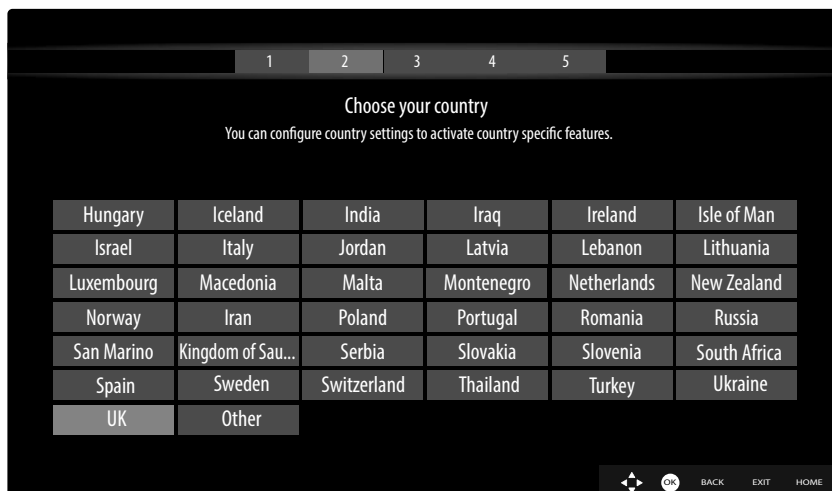 1 2 3 4 5
Choose your country
You can configure country settings to activate country specific features.
Hungary Iceland India Iraq Ireland Isle of Man
Israel Italy Jordan Latvia Lebanon Lithuania
Luxembourg Macedonia Malta Montenegro Netherlands New Zealand
Norway Iran Poland Portugal Romania Russia
San Marino Kingdom of Sau... Serbia Slovakia Slovenia South Africa
Spain Sweden Switzerland Thailand Turkey Ukraine
UK Other
OK BACK EXIT HOME